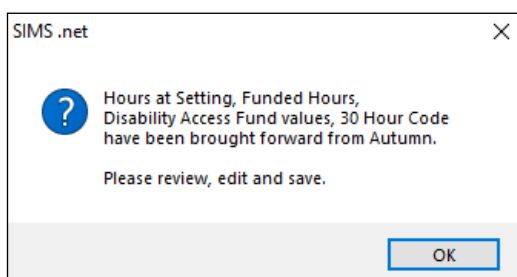 SIMS .net
?
Hours at Setting, Funded Hours,
Disability Access Fund values, 30 Hour Code
have been brought forward from Autumn.
Please review, edit and save.
OK